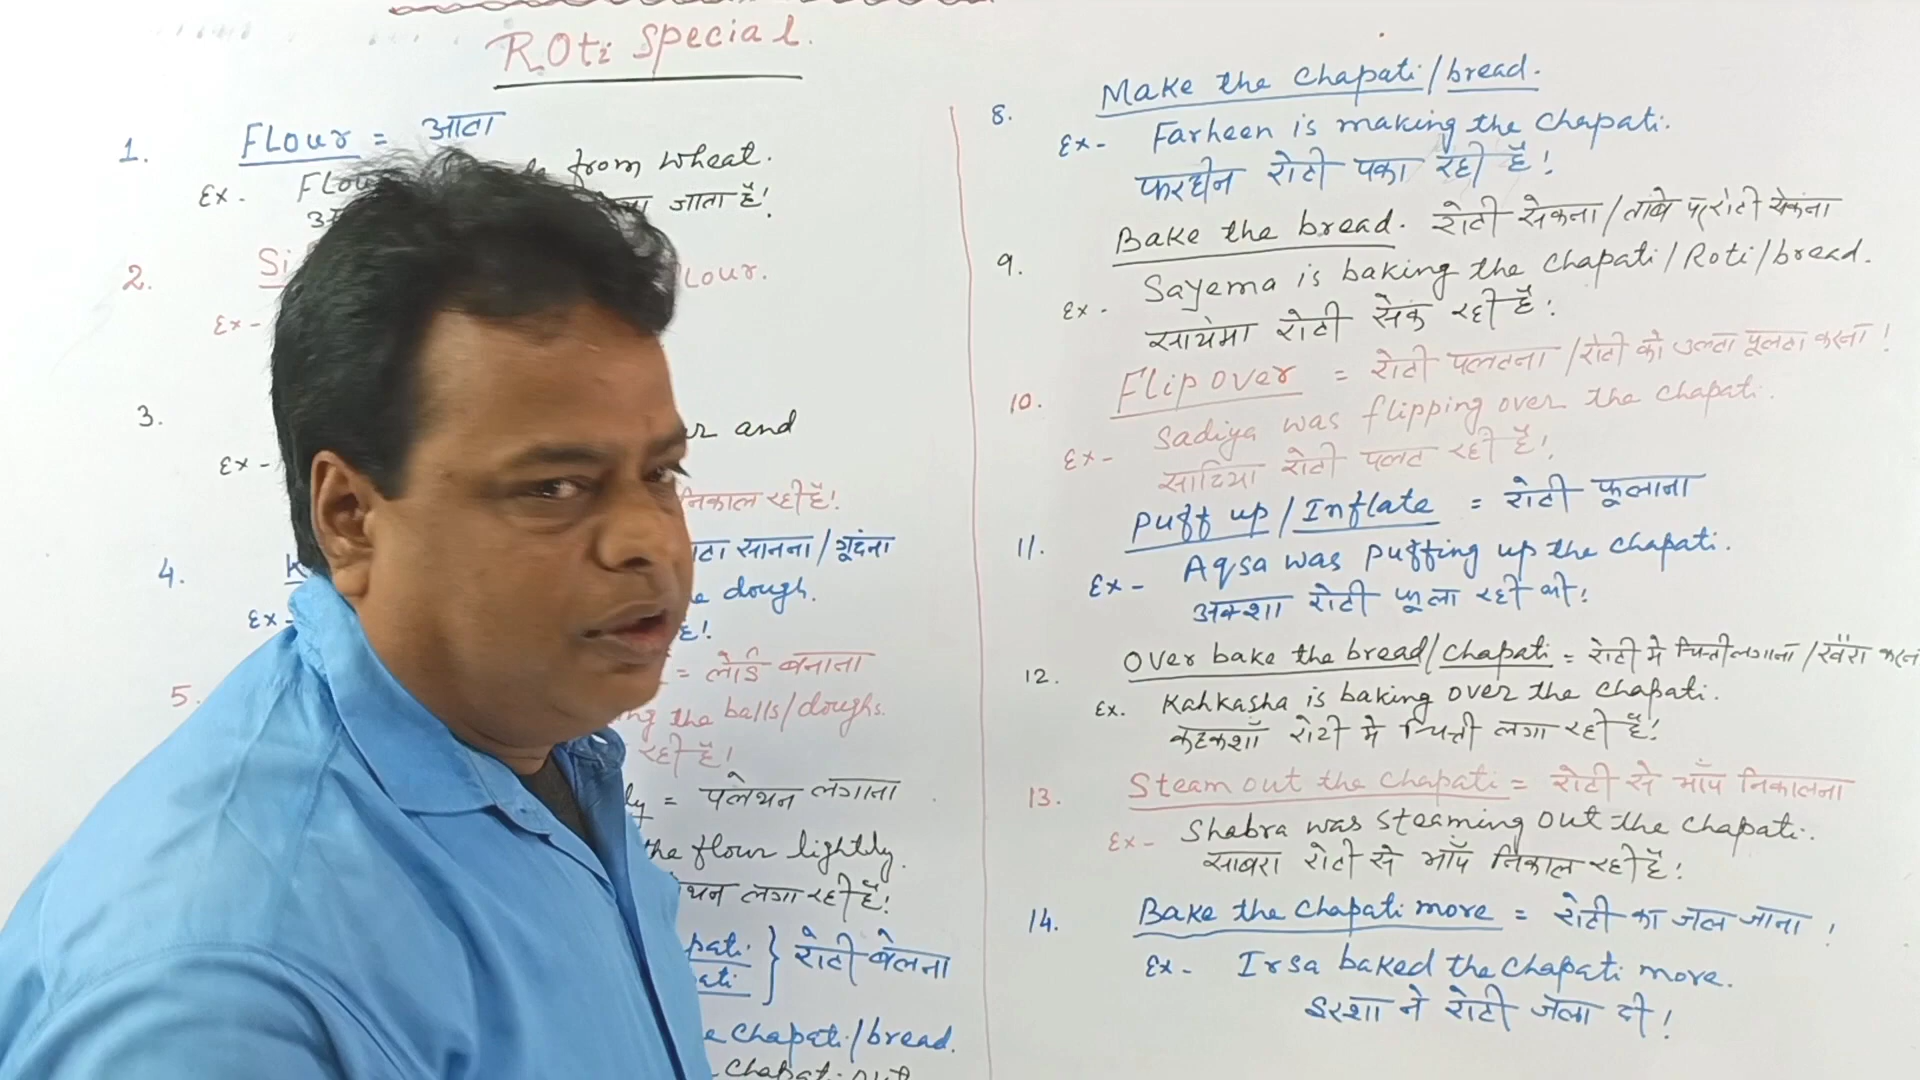 ROti Special.
1. Flour = आटा
Ex. Flou from wheat.
जाता है!
2. Si lour.
Ex-
3. and
Ex-
निकाल रही है!
4. K सानना/गूंदना
Ex- dough.
है!
5. = लोई बनाना
the balls/doughs.
रही है!
ly = पलेथन लगाना
the flour lightly.
लगा रही है!
pati.
pati } रोटी बेलना
chapati/bread.
chapati out
8. Make the chapati/bread.
Ex- Farheen is making the chapati.
फरहीन रोटी पका रही है!
9. Bake the bread. रोटी सेकना/तावे पर रोटी सेकना
Ex. Sayema is baking the chapati/Roti/bread.
सायेमा रोटी सेक रही है!
10. Flip over = रोटी पलटना/रोटी को उलटा पूलटा करना!
Ex- Sadiya was flipping over the chapati.
सादिया रोटी पलट रही है!
11. Puff up/Inflate = रोटी फूलाना
Ex- Aqsa was puffing up the chapati.
अक्शा रोटी फूला रही थी!
12. Over bake the bread/chapati = रोटी मे चित्ती लगाना/
Ex. Kahkasha is baking over the chapati.
कहकशाँ रोटी मे चित्ती लगा रही है!
13. Steam out the chapati = रोटी से भाँप निकालना
Ex- Shabra was steaming out the chapati.
साबरा रोटी से भाँप निकाल रही है!
14. Bake the chapati more = रोटी का जल जाना!
Ex- Irsa baked the chapati more.
इरशा ने रोटी जला दी!